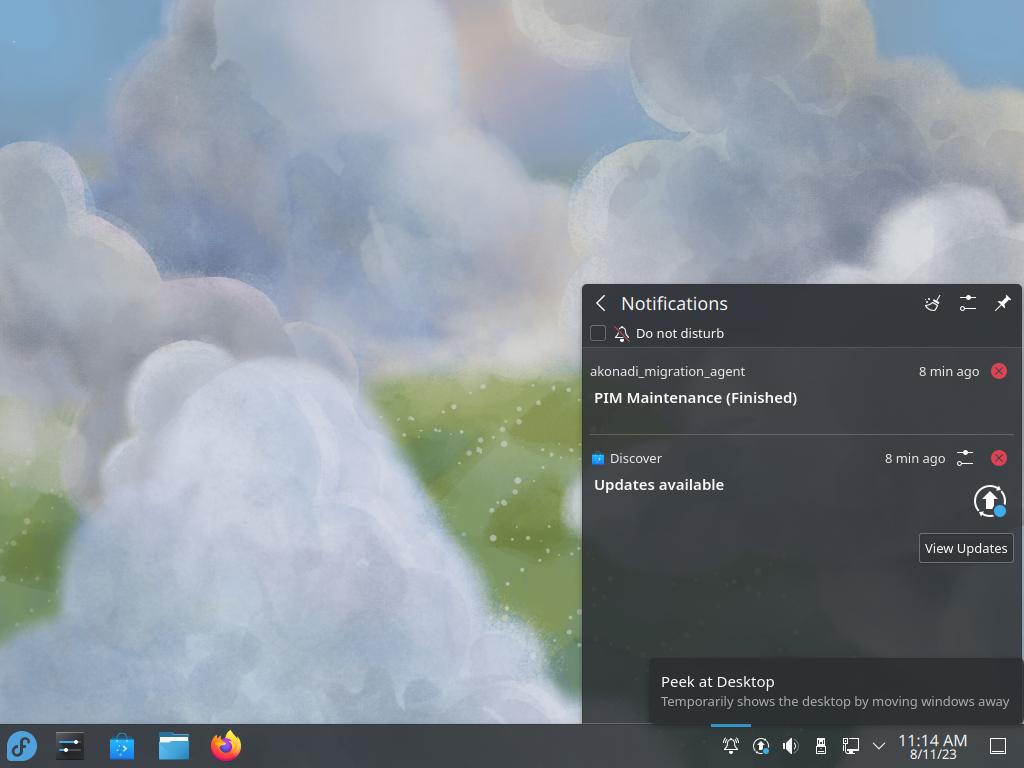 Notifications
Do not disturb
akonadi_migration_agent 8 min ago
PIM Maintenance (Finished)
Discover 8 min ago
Updates available
View Updates
Peek at Desktop
Temporarily shows the desktop by moving windows away
11:14 AM
8/11/23